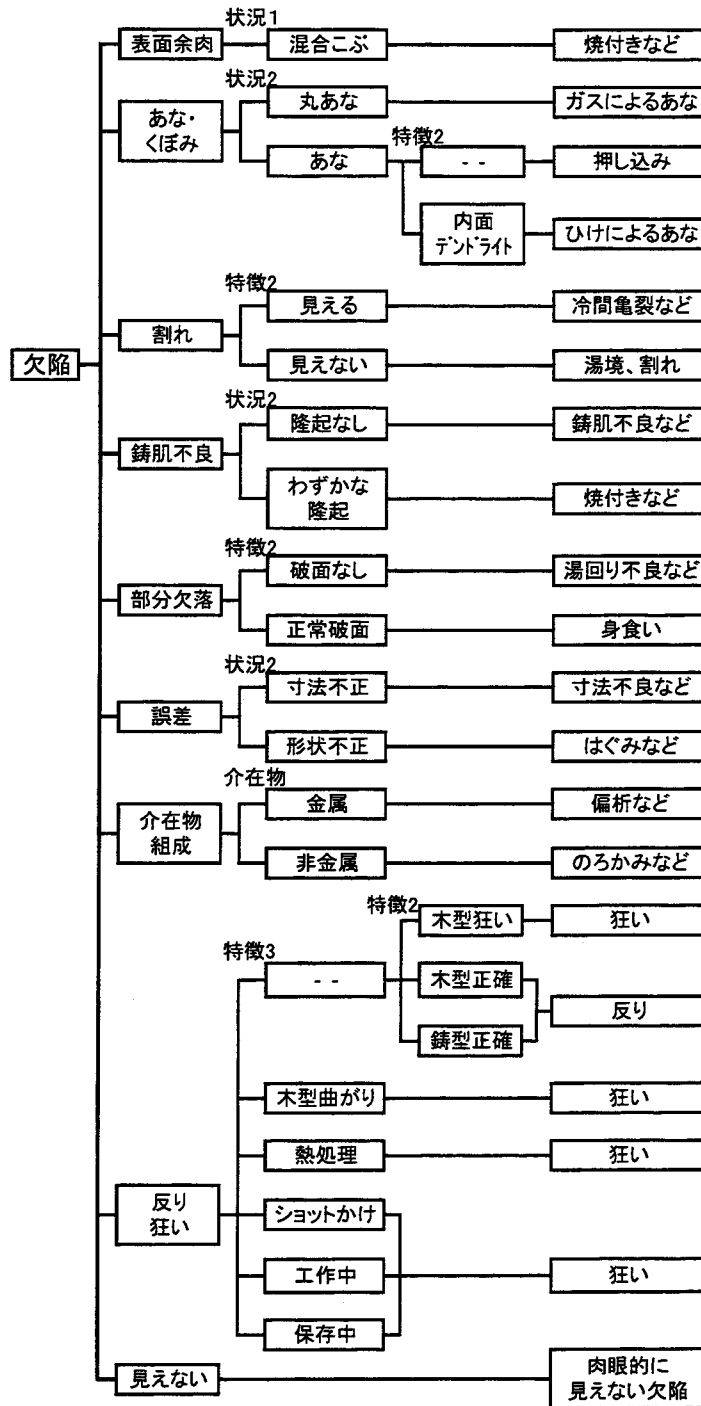 状況1
表面余肉
混合こぶ
焼付きなど
状況2
あな・
くぼみ
丸あな
ガスによるあな
特徴2
あな
- -
押し込み
内面
デンドライト
ひけによるあな
特徴2
割れ
見える
冷間亀裂など
見えない
湯境、割れ
欠陥
状況2
鋳肌不良
隆起なし
鋳肌不良など
わずかな
隆起
焼付きなど
特徴2
部分欠落
破面なし
湯回り不良など
正常破面
身食い
状況2
誤差
寸法不正
寸法不良など
形状不正
はぐみなど
介在物
介在物
組成
金属
偏析など
非金属
のろかみなど
特徴2
木型狂い
狂い
特徴3
- -
木型正確
反り
鋳型正確
木型曲がり
狂い
熱処理
狂い
反り
狂い
ショットかけ
工作中
狂い
保存中
見えない
肉眼的に
見えない欠陥